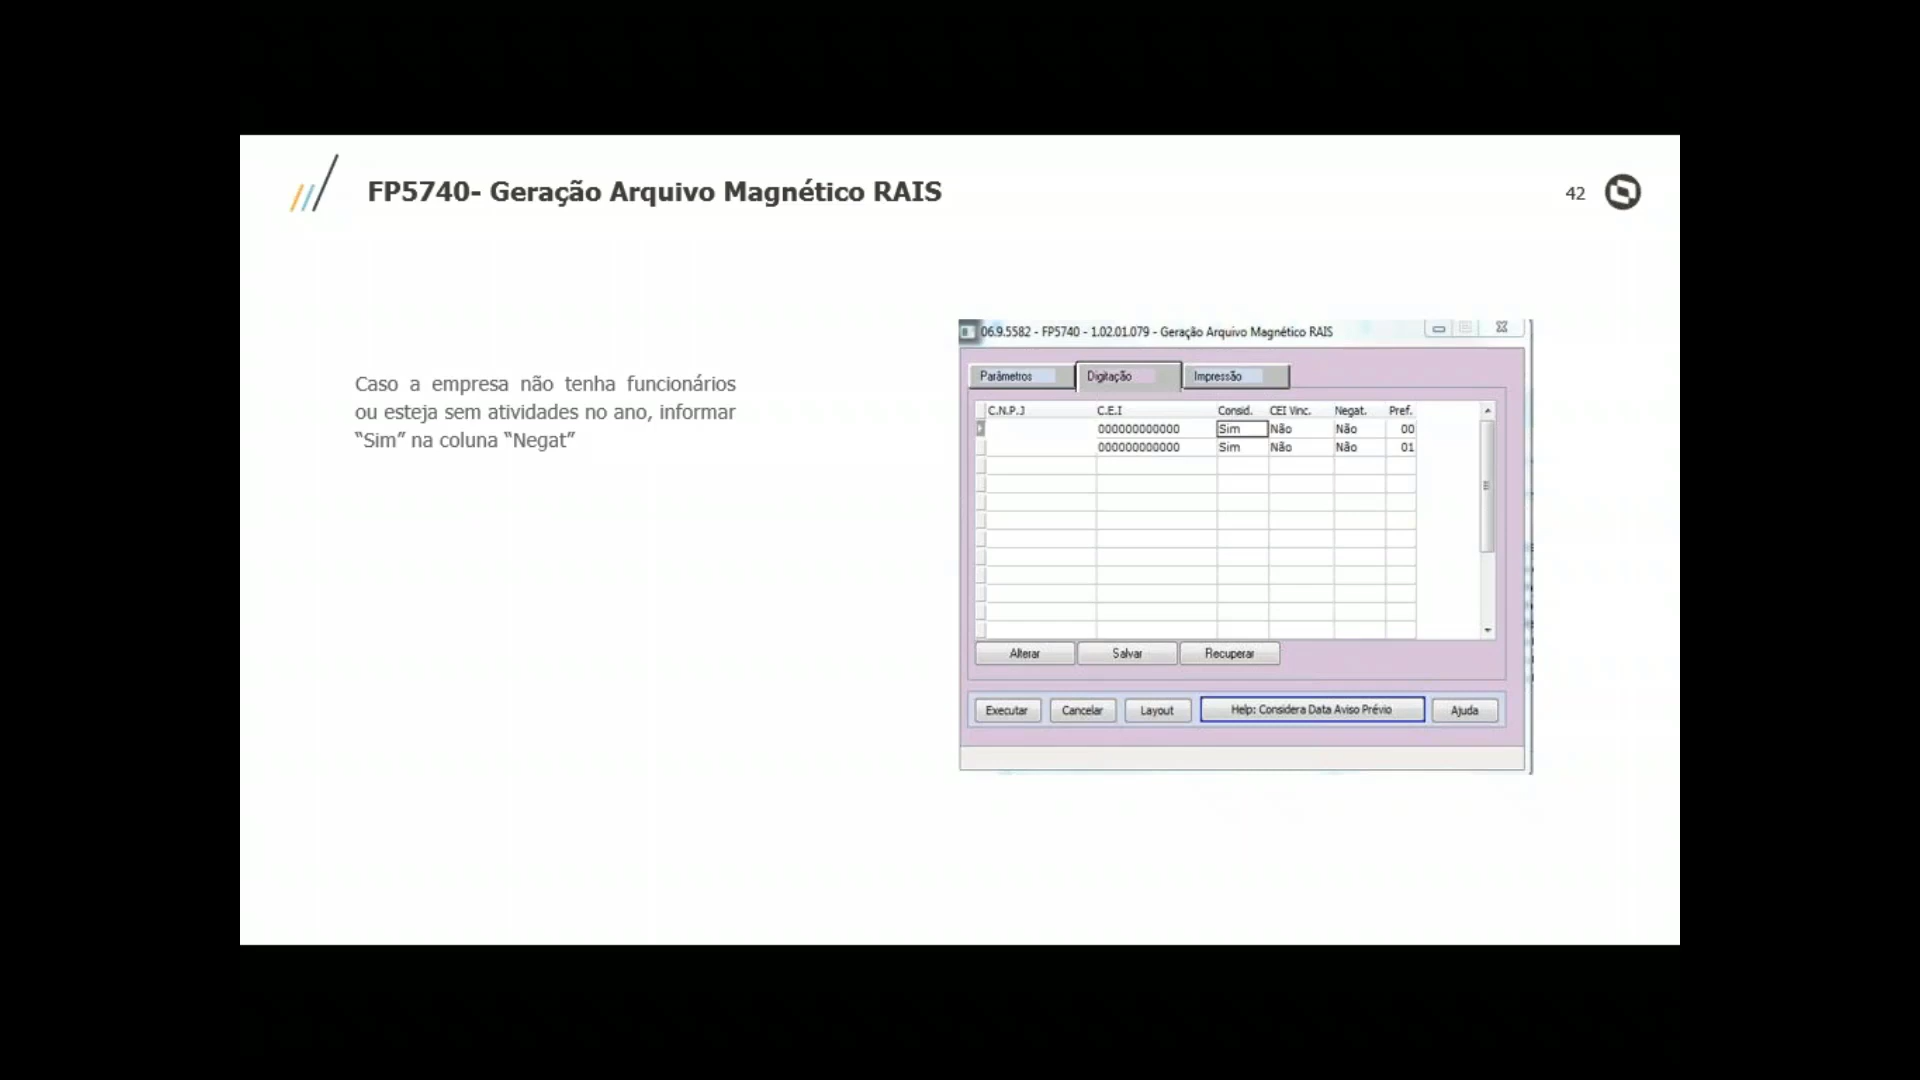 FP5740- Geração Arquivo Magnético RAIS
42
Caso a empresa não tenha funcionários
ou esteja sem atividades no ano, informar
“Sim” na coluna “Negat”
06.9.5582 - FP5740 - 1.02.01.079 - Geração Arquivo Magnético RAIS
Parâmetros Digitação Impressão
C.N.P.J C.E.I Consid. CEI Vinc. Negat. Pref.
000000000000 Sim Não Não 00
000000000000 Sim Não Não 01
Alterar Salvar Recuperar
Executar Cancelar Layout Help: Considera Data Aviso Prévio Ajuda